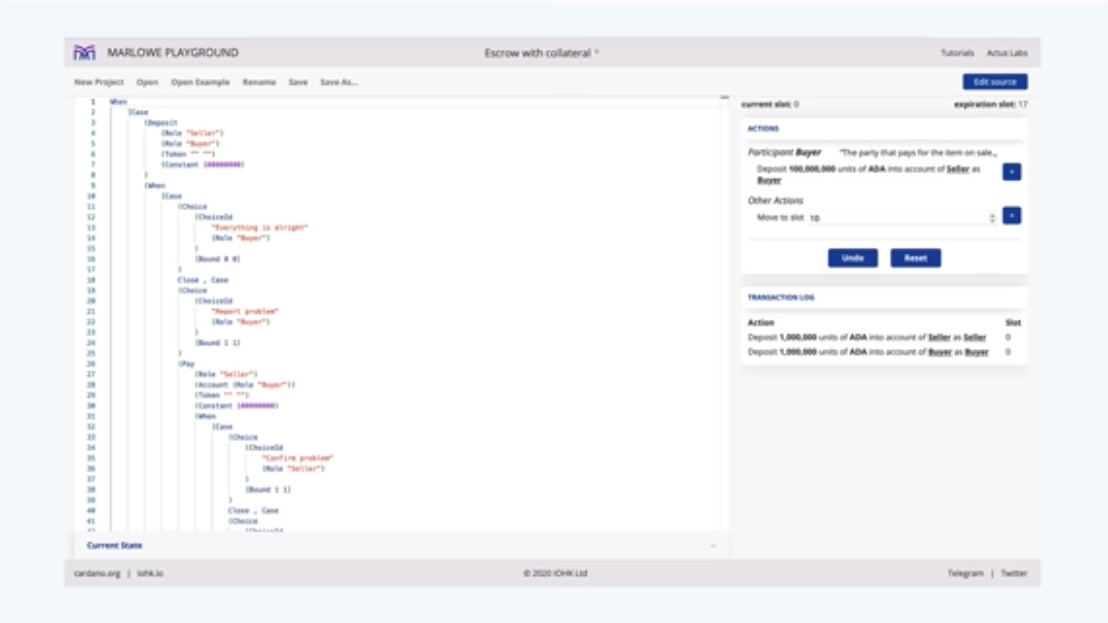 MARLOWE PLAYGROUND
Escrow with collateral *
Tutorials Actus Labs
New Project Open Open Example Rename Save Save As...
Edit source
1 When
2 [Case
3 (Deposit
4 (Role "Seller")
5 (Role "Buyer")
6 (Token "" "")
7 (Constant 100000000)
8 )
9 (When
10 [Case
11 (Choice
12 (ChoiceId
13 "Everything is alright"
14 (Role "Buyer")
15 )
16 [Bound 0 0]
17 )
18 Close , Case
19 (Choice
20 (ChoiceId
21 "Report problem"
22 (Role "Buyer")
23 )
24 [Bound 1 1]
25 )
26 (Pay
27 (Role "Seller")
28 (Account (Role "Buyer"))
29 (Token "" "")
30 (Constant 100000000)
31 (When
32 [Case
33 (Choice
34 (ChoiceId
35 "Confirm problem"
36 (Role "Seller")
37 )
38 [Bound 1 1]
39 )
40 Close , Case
41 (Choice
42 (ChoiceId
current slot: 0 expiration slot: 17
ACTIONS
Participant Buyer "The party that pays for the item on sale.,
Deposit 100,000,000 units of ADA into account of Seller as
Buyer
+
Other Actions
Move to slot 10
+
Undo Reset
TRANSACTION LOG
Action Slot
Deposit 1,000,000 units of ADA into account of Seller as Seller 0
Deposit 1,000,000 units of ADA into account of Buyer as Buyer 0
Current State
cardano.org | iohk.io
© 2020 IOHK Ltd
Telegram | Twitter